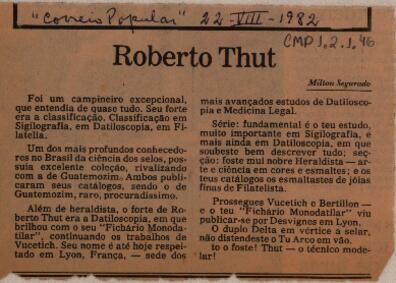 "Correio Popular" 22-VIII-1982
CMP 1.2.1.46
Roberto Thut
Milton Segurado
Foi um campineiro excepcional,
que entendia de quase tudo. Seu forte
era a classificação. Classificação em
Sigilografia, em Datiloscopia, em Fi-
latelia.
Um dos mais profundos conhecedo-
res no Brasil da ciência dos selos, pos-
suia excelente coleção, rivalizando
com a de Guatemozim. Ambos publi-
caram seus catálogos, sendo o de
Guatemozim, raro, procuradíssimo.
Além de heraldista, o forte de Ro-
berto Thut era a Datiloscopia, em que
brilhou com o seu "Fichário Monoda-
tilar", continuando os trabalhos de
Vucetich. Seu nome é até hoje respei-
tado em Lyon, França, — sede dos
mais avançados estudos de Datilosco-
pia e Medicina Legal.
Série: fundamental é o teu estudo,
muito importante em Sigilografia, e
mais ainda em Datiloscopia, em que
soubeste bem descrever tudo; sec-
ção: foste mui nobre Heraldista — ar-
te e ciência em cores e esmaltes; e os
teus catálogos os esmaltaste de jóias
finas de Filatelista.
Prossegues Vucetich e Bertillon —
e o teu "Fichário Monodatilar" viu
publicar-se por Desvignes em Lyon.
O duplo Delta em vértice a selar,
não distendeste o Tu Arco em vão.
to o foste! Thut — o técnico mode-
lar!